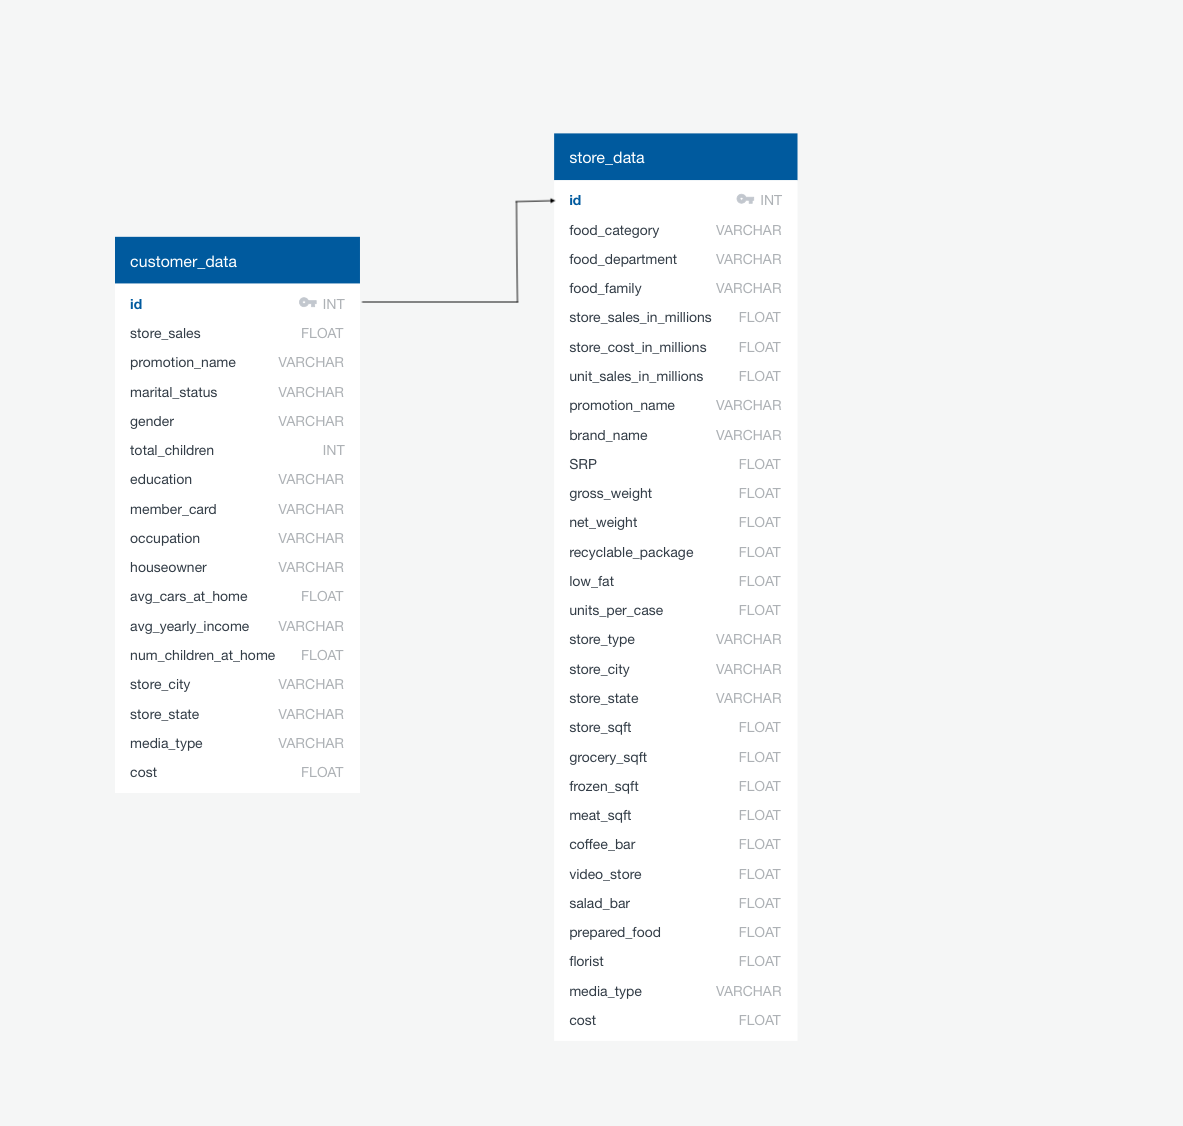 customer_data
id INT
store_sales FLOAT
promotion_name VARCHAR
marital_status VARCHAR
gender VARCHAR
total_children INT
education VARCHAR
member_card VARCHAR
occupation VARCHAR
houseowner VARCHAR
avg_cars_at_home FLOAT
avg_yearly_income VARCHAR
num_children_at_home FLOAT
store_city VARCHAR
store_state VARCHAR
media_type VARCHAR
cost FLOAT
store_data
id INT
food_category VARCHAR
food_department VARCHAR
food_family VARCHAR
store_sales_in_millions FLOAT
store_cost_in_millions FLOAT
unit_sales_in_millions FLOAT
promotion_name VARCHAR
brand_name VARCHAR
SRP FLOAT
gross_weight FLOAT
net_weight FLOAT
recyclable_package FLOAT
low_fat FLOAT
units_per_case FLOAT
store_type VARCHAR
store_city VARCHAR
store_state VARCHAR
store_sqft FLOAT
grocery_sqft FLOAT
frozen_sqft FLOAT
meat_sqft FLOAT
coffee_bar FLOAT
video_store FLOAT
salad_bar FLOAT
prepared_food FLOAT
florist FLOAT
media_type VARCHAR
cost FLOAT